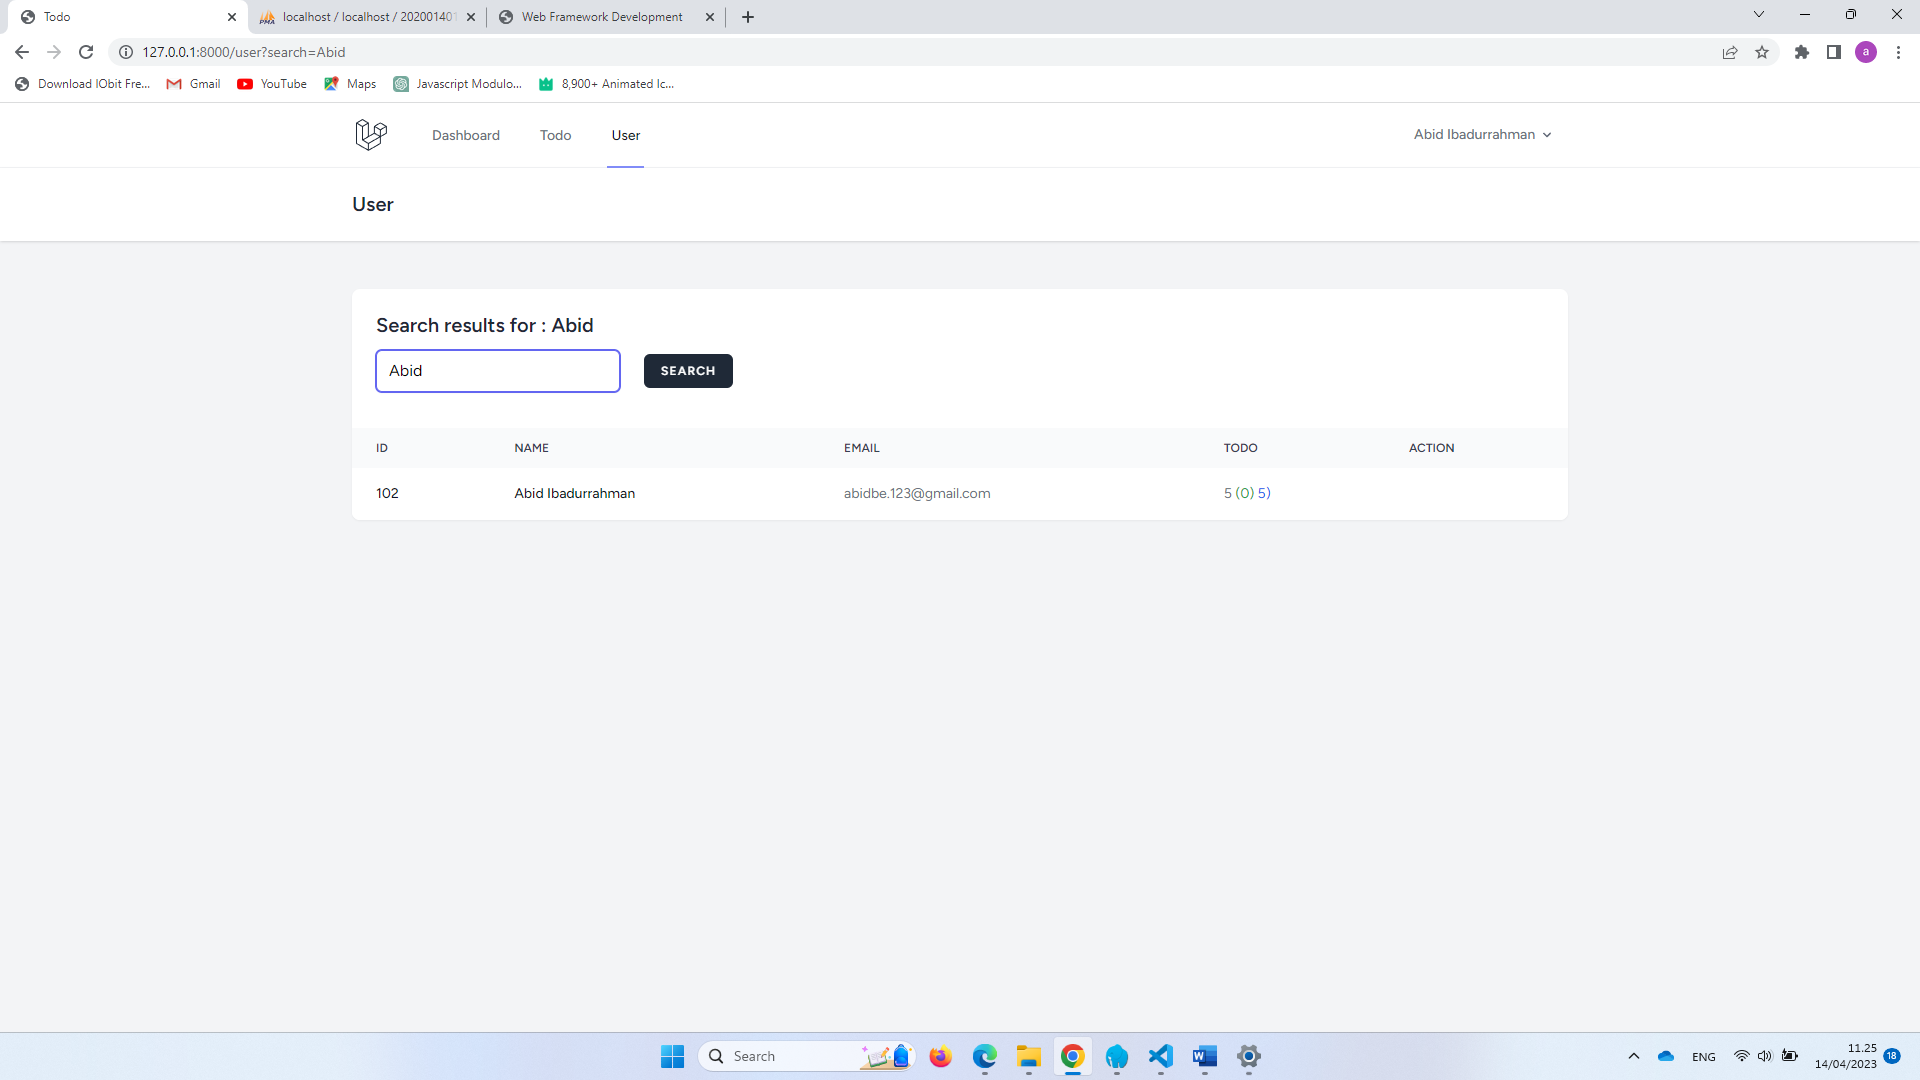 Todo
localhost / localhost / 202001401
Web Framework Development
127.0.0.1:8000/user?search=Abid
a
Download IObit Fre...
Gmail
YouTube
Maps
Javascript Modulo...
8,900+ Animated Ic...
Dashboard
Todo
User
Abid Ibadurrahman
User
Search results for : Abid
Abid
SEARCH
ID NAME EMAIL TODO ACTION
102 Abid Ibadurrahman abidbe.123@gmail.com 5 (0) 5)
Search
ENG
11.25
14/04/2023
18